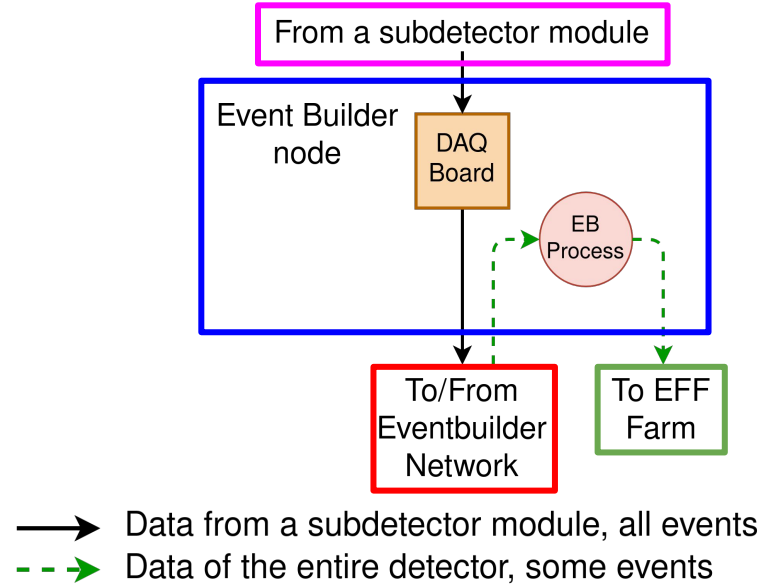 From a subdetector module
Event Builder
node
DAQ
Board
EB
Process
To/From
Eventbuilder
Network
To EFF
Farm
Data from a subdetector module, all events
Data of the entire detector, some events